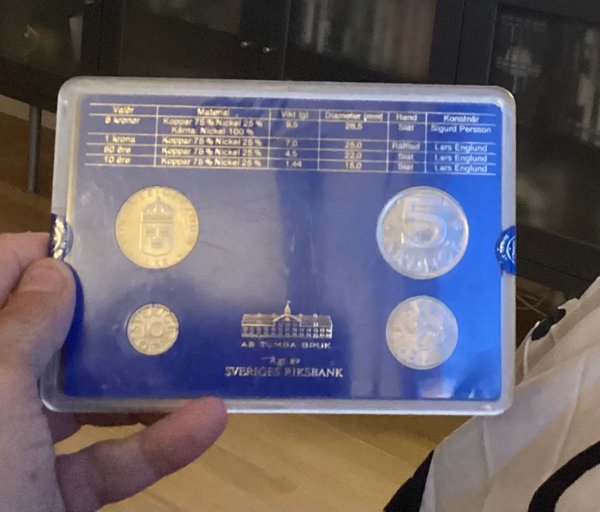 Valör Material Vikt (g) Diameter (mm) Rand Konstnär
5 kronor Koppar 75 % Nickel 25 % 9,5 28,5 Slät Sigurd Persson
Kärna: Nickel 100 %
1 krona Koppar 75 % Nickel 25 % 7,0 25,0 Räfflad Lars Englund
50 öre Koppar 75 % Nickel 25 % 4,5 22,0 Slät Lars Englund
10 öre Koppar 75 % Nickel 25 % 1,44 15,0 Slät Lars Englund
5
AB TUMBA BRUK
Ägt av
SVERIGES RIKSBANK